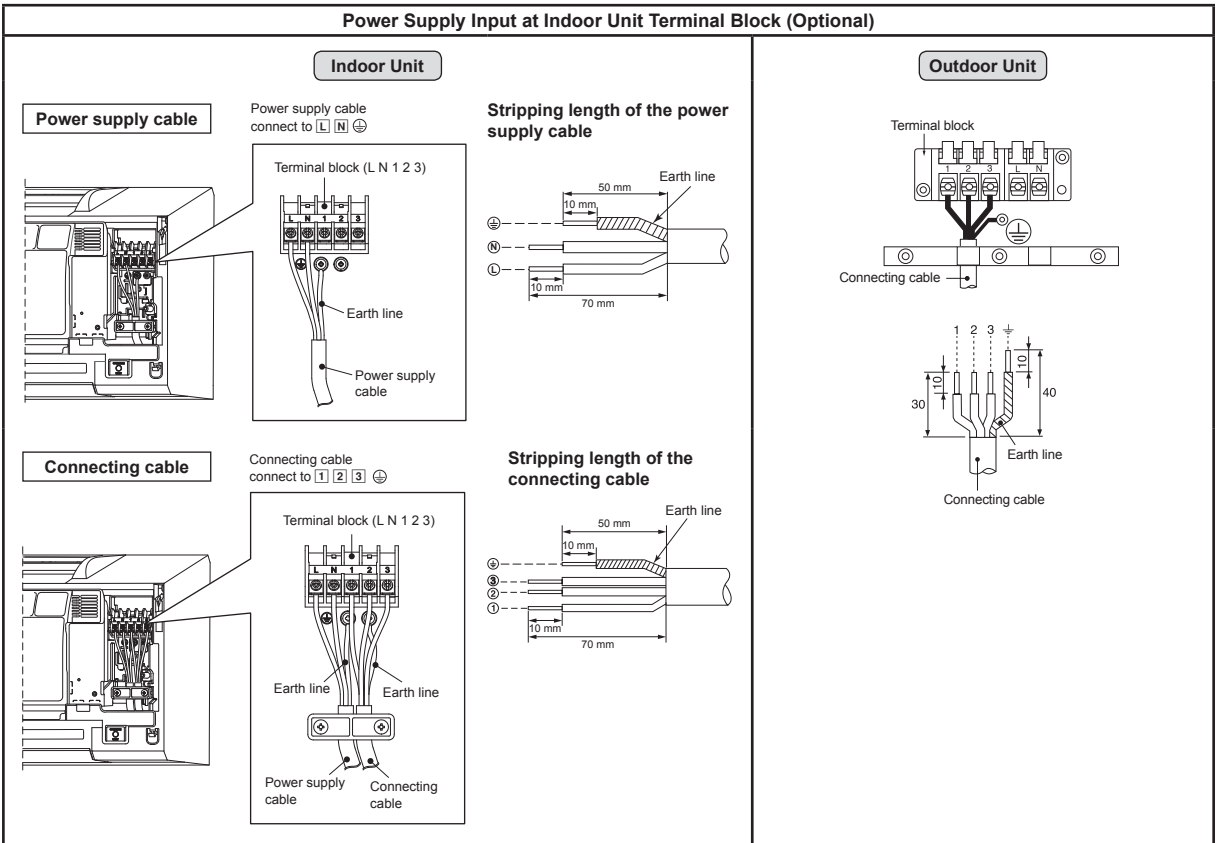 Power Supply Input at Indoor Unit Terminal Block (Optional)
Indoor Unit
Power supply cable
Power supply cable
connect to L N ⏚
Terminal block (L N 1 2 3)
L N 1 2 3
Earth line
Power supply
cable
Stripping length of the power
supply cable
Earth line
50 mm
10 mm
⏚
N
L
10 mm
70 mm
Connecting cable
Connecting cable
connect to 1 2 3 ⏚
Terminal block (L N 1 2 3)
L N 1 2 3
Earth line
Earth line
Power supply
cable
Connecting
cable
Stripping length of the
connecting cable
Earth line
50 mm
10 mm
⏚
3
2
1
10 mm
70 mm
Outdoor Unit
Terminal block
1 2 3 L N
⏚
Connecting cable
1 2 3 ⏚
10
10
30
40
Earth line
Connecting cable